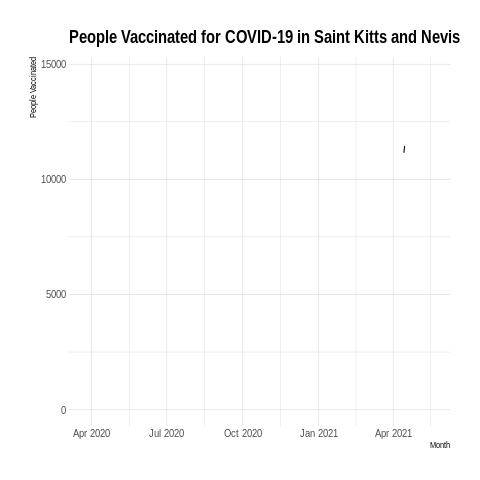 People Vaccinated for COVID-19 in Saint Kitts and Nevis
People Vaccinated
15000
10000
5000
0
Apr 2020 Jul 2020 Oct 2020 Jan 2021 Apr 2021
Month